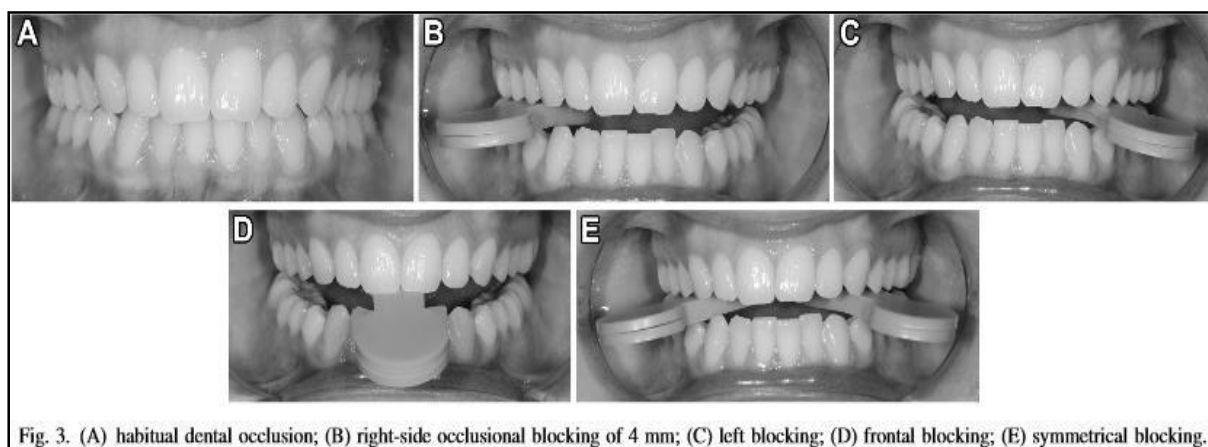 A
B
C
D
E
Fig. 3. (A) habitual dental occlusion; (B) right-side occlusional blocking of 4 mm; (C) left blocking; (D) frontal blocking; (E) symmetrical blocking.